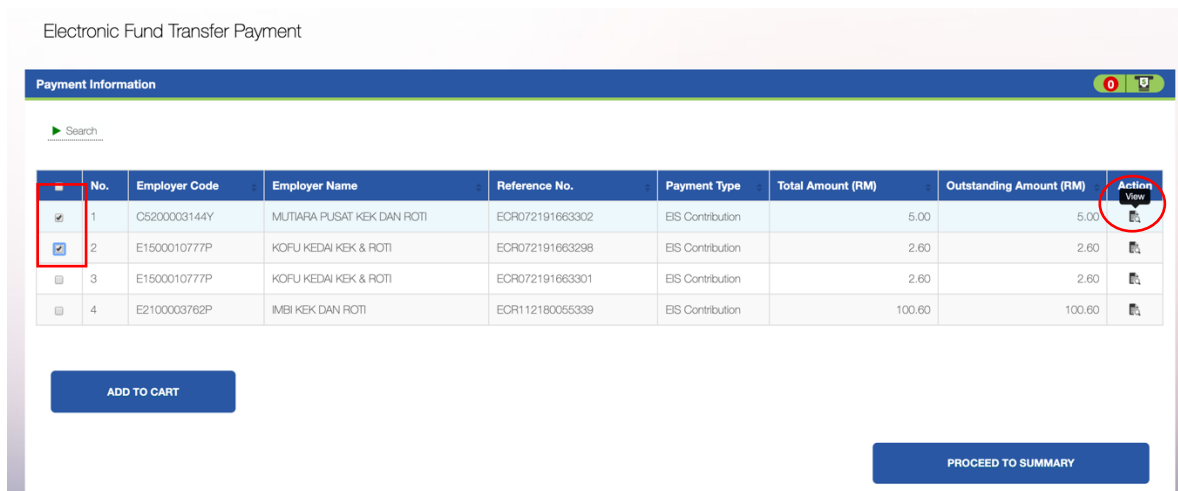 Electronic Fund Transfer Payment
Payment Information 0 $
Search
No. Employer Code Employer Name Reference No. Payment Type Total Amount (RM) Outstanding Amount (RM) Action
View
1 C5200003144Y MUTIARA PUSAT KEK DAN ROTI ECR072191663302 EIS Contribution 5.00 5.00
2 E1500010777P KOFU KEDAI KEK & ROTI ECR072191663298 EIS Contribution 2.60 2.60
3 E1500010777P KOFU KEDAI KEK & ROTI ECR072191663301 EIS Contribution 2.60 2.60
4 E2100003762P IMBI KEK DAN ROTI ECR112180055339 EIS Contribution 100.60 100.60
ADD TO CART
PROCEED TO SUMMARY